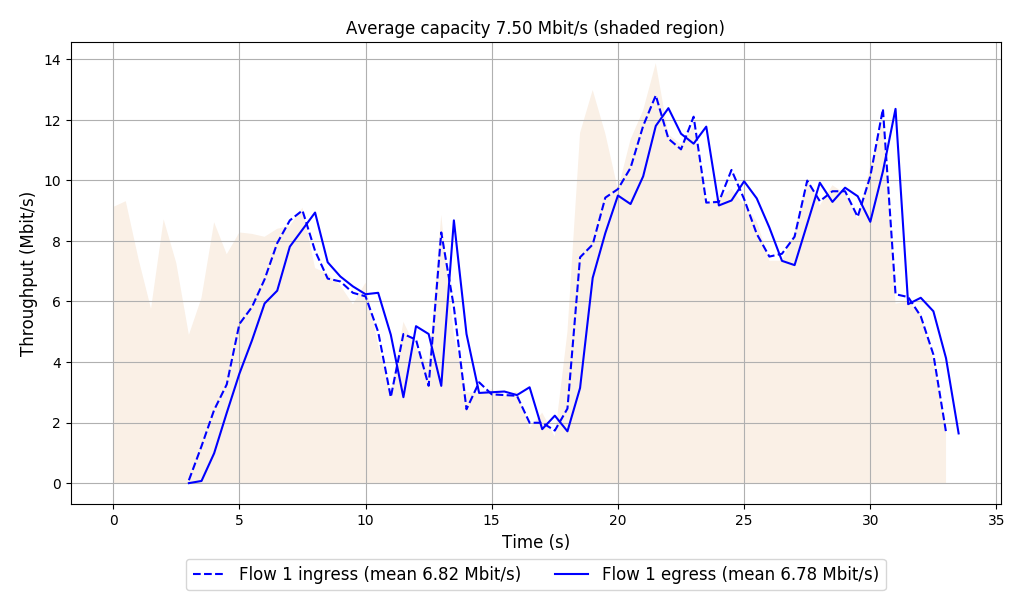 Average capacity 7.50 Mbit/s (shaded region)
14
12
10
8
6
4
2
0
Throughput (Mbit/s)
0 5 10 15 20 25 30 35
Time (s)
Flow 1 ingress (mean 6.82 Mbit/s) Flow 1 egress (mean 6.78 Mbit/s)